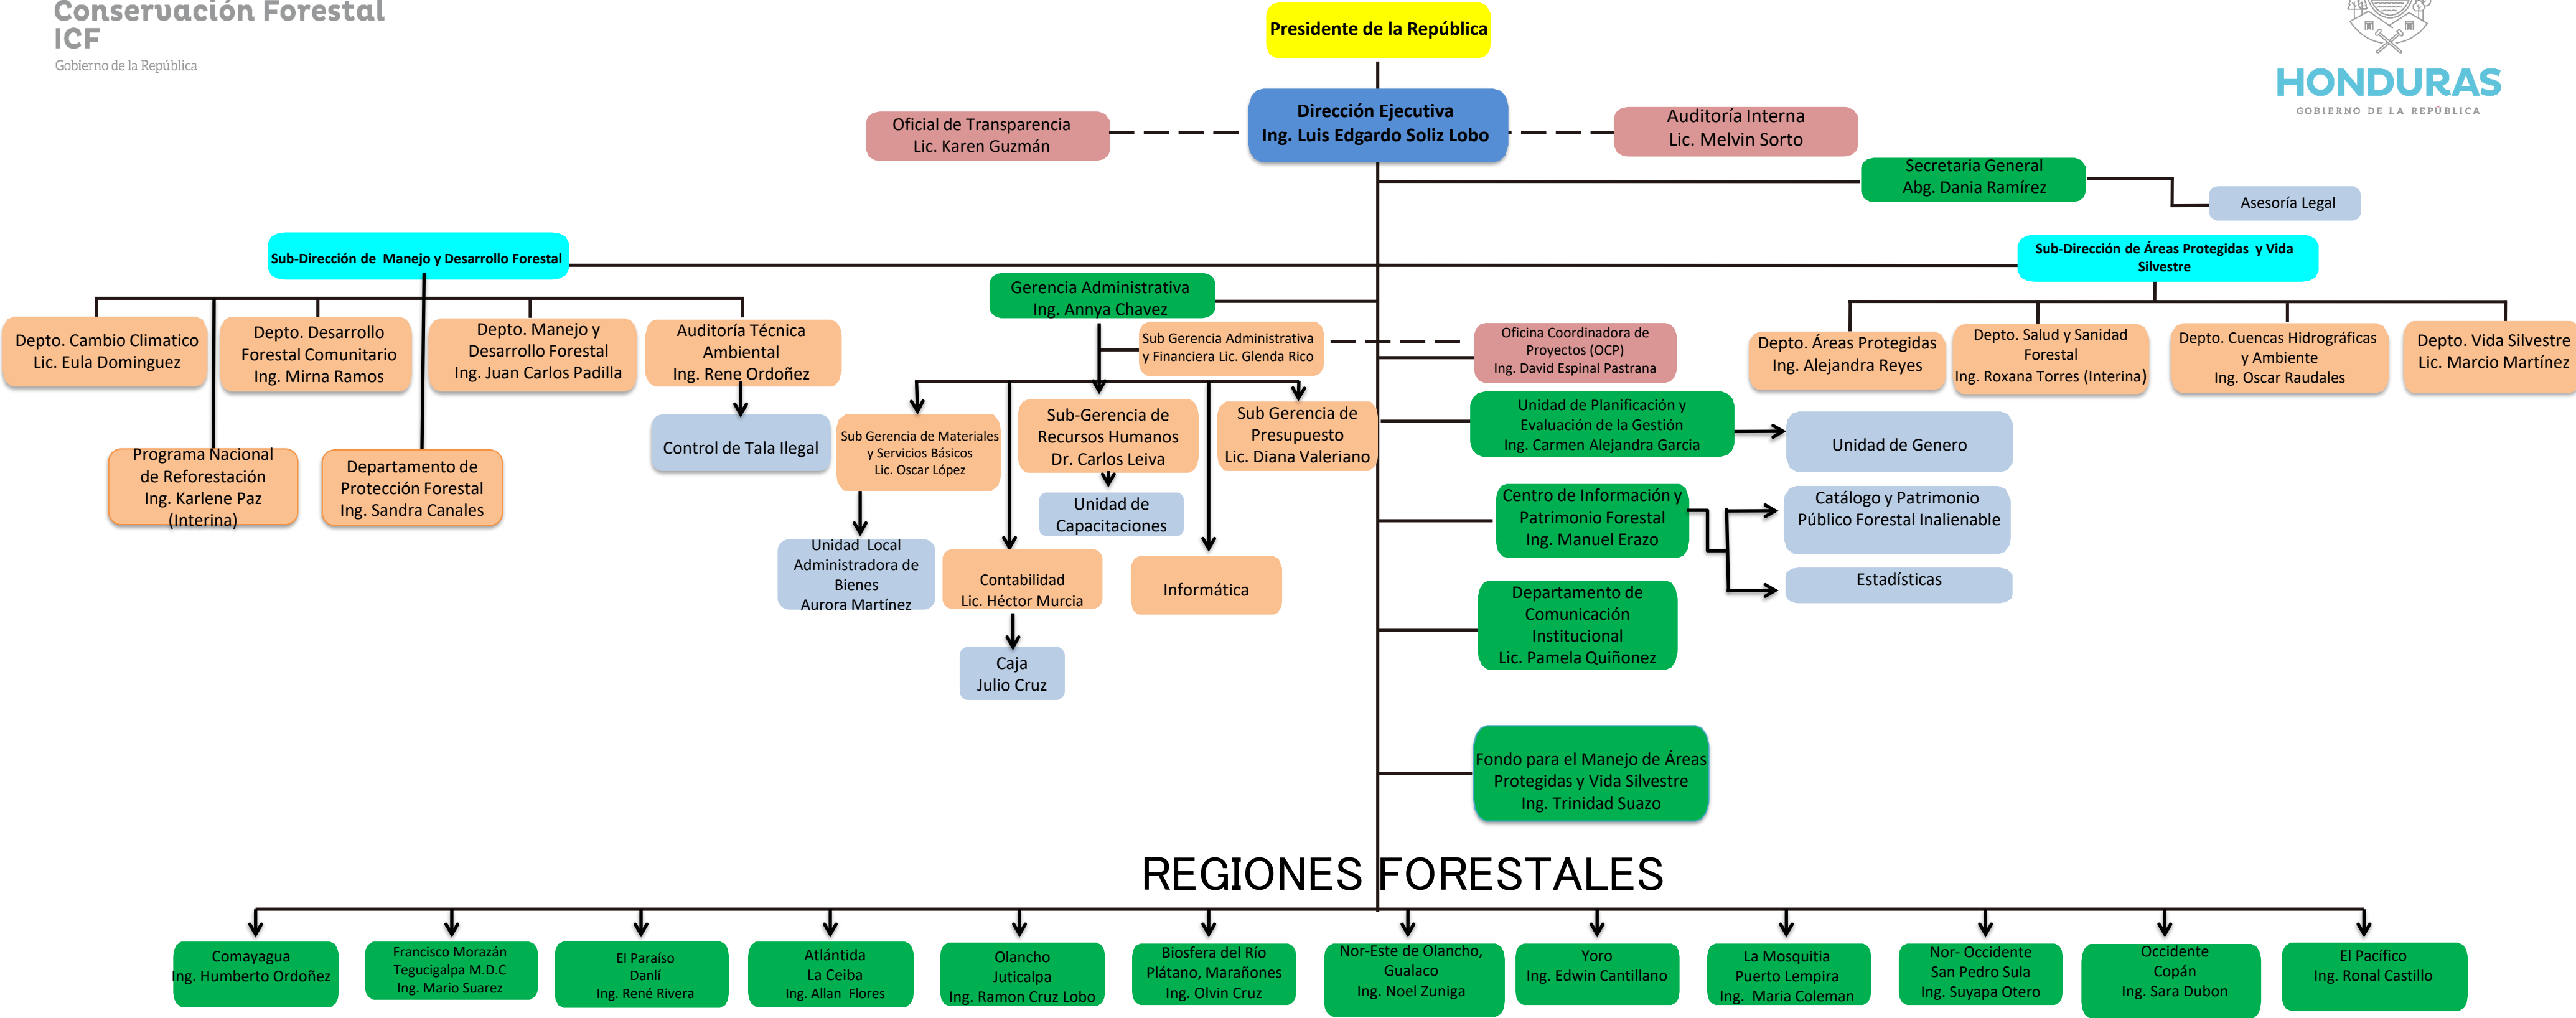 Conservación Forestal
ICF
Gobierno de la República
Presidente de la República
HONDURAS
GOBIERNO DE LA REPÚBLICA
Dirección Ejecutiva
Ing. Luis Edgardo Soliz Lobo
Oficial de Transparencia
Lic. Karen Guzmán
Auditoría Interna
Lic. Melvin Sorto
Secretaria General
Abg. Dania Ramírez
Asesoría Legal
Sub-Dirección de Manejo y Desarrollo Forestal
Sub-Dirección de Áreas Protegidas y Vida
Silvestre
Gerencia Administrativa
Ing. Annya Chavez
Depto. Cambio Climatico
Lic. Eula Dominguez
Depto. Desarrollo
Forestal Comunitario
Ing. Mirna Ramos
Depto. Manejo y
Desarrollo Forestal
Ing. Juan Carlos Padilla
Auditoría Técnica
Ambiental
Ing. Rene Ordoñez
Sub Gerencia Administrativa
y Financiera Lic. Glenda Rico
Oficina Coordinadora de
Proyectos (OCP)
Ing. David Espinal Pastrana
Depto. Áreas Protegidas
Ing. Alejandra Reyes
Depto. Salud y Sanidad
Forestal
Ing. Roxana Torres (Interina)
Depto. Cuencas Hidrográficas
y Ambiente
Ing. Oscar Raudales
Depto. Vida Silvestre
Lic. Marcio Martínez
Programa Nacional
de Reforestación
Ing. Karlene Paz
(Interina)
Departamento de
Protección Forestal
Ing. Sandra Canales
Control de Tala Ilegal
Sub Gerencia de Materiales
y Servicios Básicos
Lic. Oscar López
Sub-Gerencia de
Recursos Humanos
Dr. Carlos Leiva
Sub Gerencia de
Presupuesto
Lic. Diana Valeriano
Unidad de Planificación y
Evaluación de la Gestión
Ing. Carmen Alejandra Garcia
Unidad de Genero
Unidad de
Capacitaciones
Centro de Información y
Patrimonio Forestal
Ing. Manuel Erazo
Catálogo y Patrimonio
Público Forestal Inalienable
Estadísticas
Unidad Local
Administradora de
Bienes
Aurora Martínez
Contabilidad
Lic. Héctor Murcia
Informática
Departamento de
Comunicación
Institucional
Lic. Pamela Quiñonez
Caja
Julio Cruz
Fondo para el Manejo de Áreas
Protegidas y Vida Silvestre
Ing. Trinidad Suazo
REGIONES FORESTALES
Comayagua
Ing. Humberto Ordoñez
Francisco Morazán
Tegucigalpa M.D.C
Ing. Mario Suarez
El Paraíso
Danlí
Ing. René Rivera
Atlántida
La Ceiba
Ing. Allan Flores
Olancho
Juticalpa
Ing. Ramon Cruz Lobo
Biosfera del Río
Plátano, Marañones
Ing. Olvin Cruz
Nor-Este de Olancho,
Gualaco
Ing. Noel Zuniga
Yoro
Ing. Edwin Cantillano
La Mosquitia
Puerto Lempira
Ing. Maria Coleman
Nor- Occidente
San Pedro Sula
Ing. Suyapa Otero
Occidente
Copán
Ing. Sara Dubon
El Pacífico
Ing. Ronal Castillo